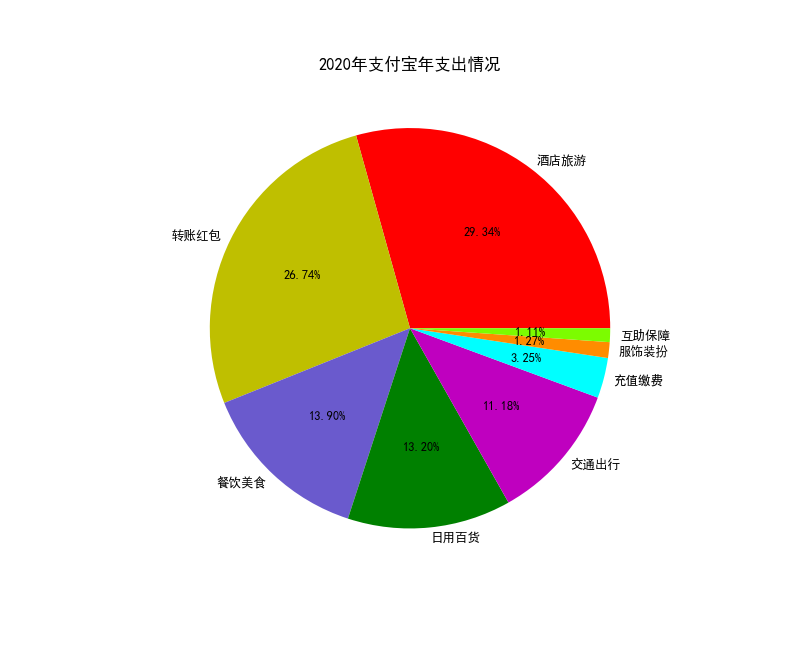 2020年支付宝年支出情况
酒店旅游
29.34%
转账红包
26.74%
餐饮美食
13.90%
日用百货
13.20%
交通出行
11.18%
充值缴费
3.25%
服饰装扮
1.27%
互助保障
1.11%